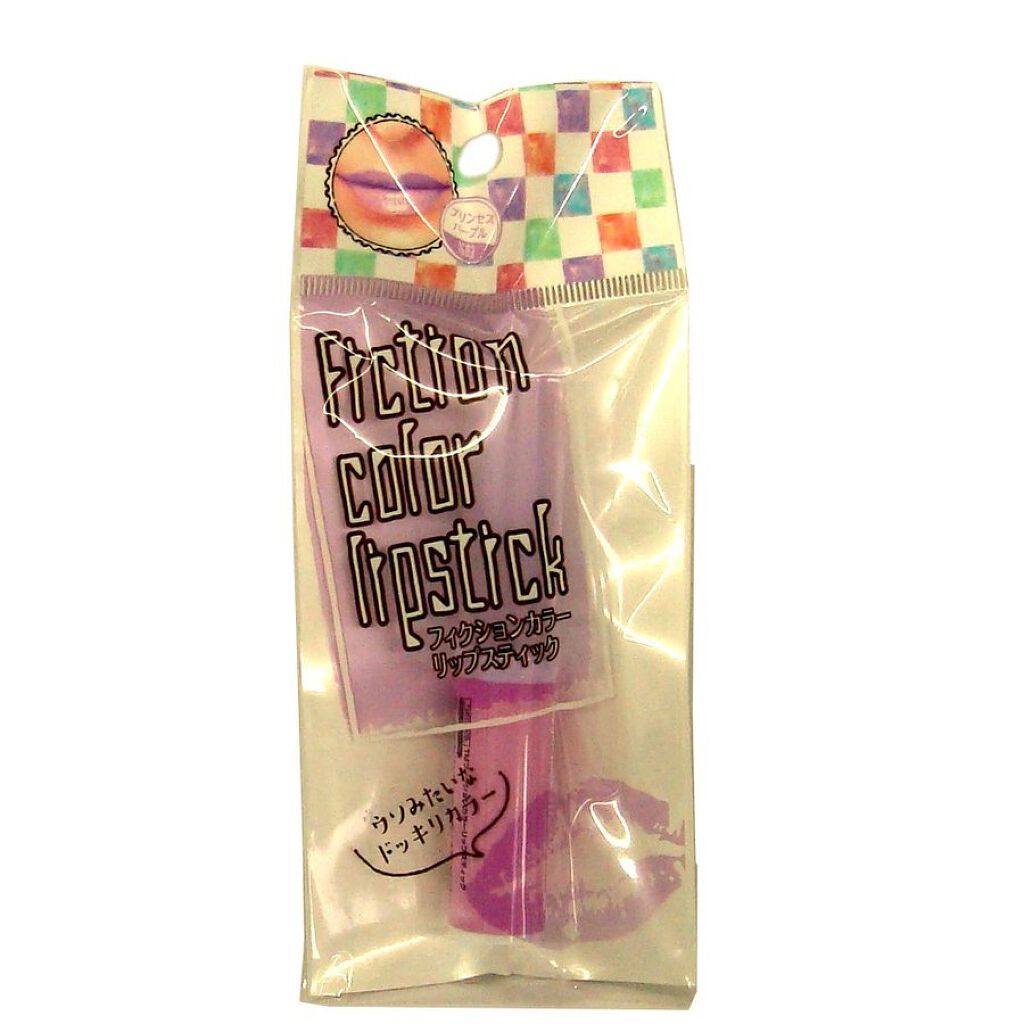 プリンセス
パープル
Fiction
color
lipstick
フィクションカラー
リップスティック
ウソみたいな
ドッキリカラー